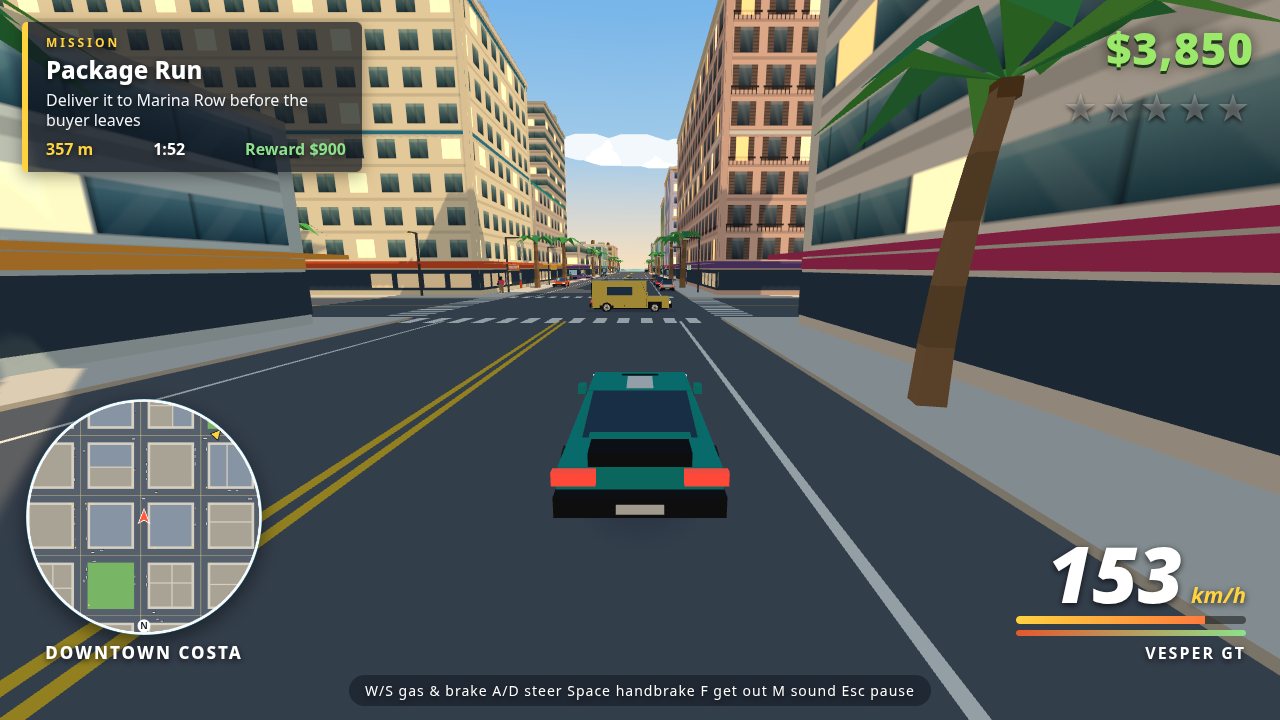 MISSION
Package Run
Deliver it to Marina Row before the
buyer leaves
357 m 1:52 Reward $900
$3,850
N
DOWNTOWN COSTA
153 km/h
VESPER GT
W/S gas & brake A/D steer Space handbrake F get out M sound Esc pause